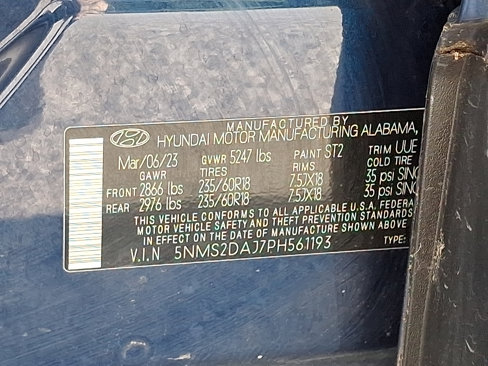 MANUFACTURED BY
HYUNDAI MOTOR MANUFACTURING ALABAMA,
Mar/06/23 GVWR 5247 lbs PAINT ST2 TRIM UUE
GAWR TIRES RIMS COLD TIRE
FRONT 2866 lbs 235/60R18 7.5JX18 35 psi SING
REAR 2976 lbs 235/60R18 7.5JX18 35 psi SING
THIS VEHICLE CONFORMS TO ALL APPLICABLE U.S.A. FEDERA
MOTOR VEHICLE SAFETY AND THEFT PREVENTION STANDARDS
IN EFFECT ON THE DATE OF MANUFACTURE SHOWN ABOVE
V.I.N 5NMS2DAJ7PH561193